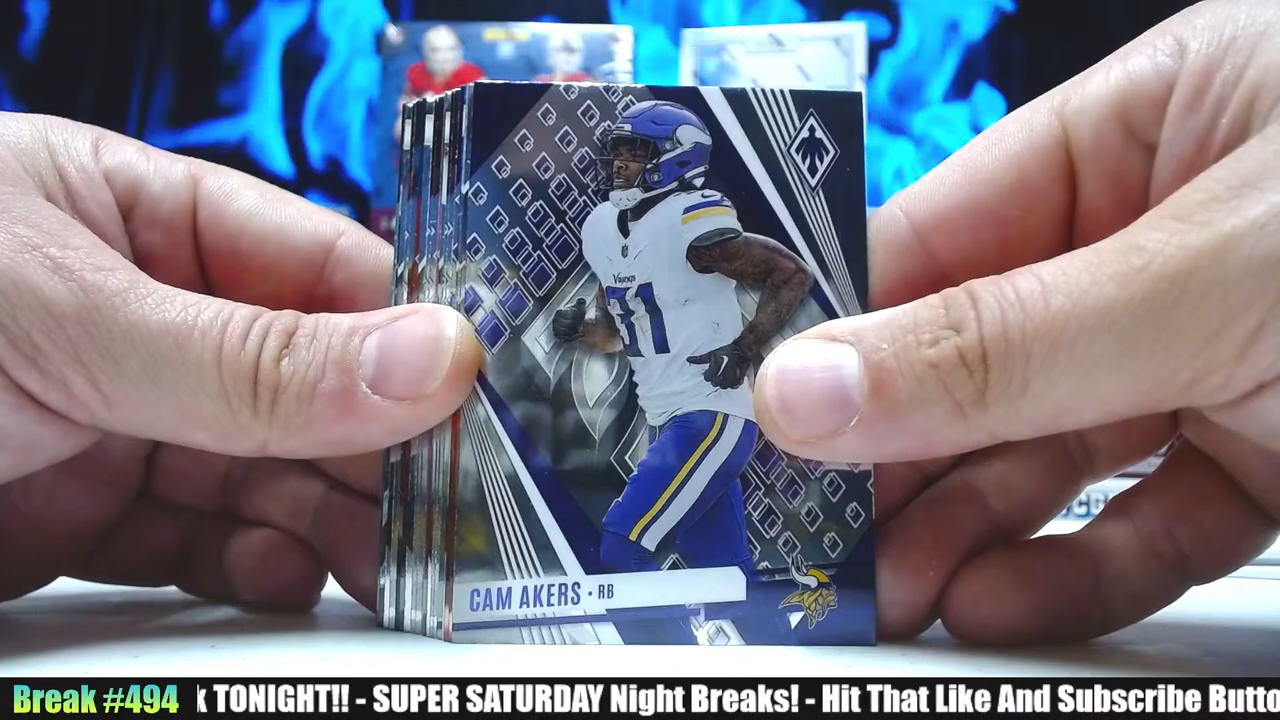 Vikings
31
CAM AKERS • RB
Break #494
k TONIGHT!! - SUPER SATURDAY Night Breaks! - Hit That Like And Subscribe Butto